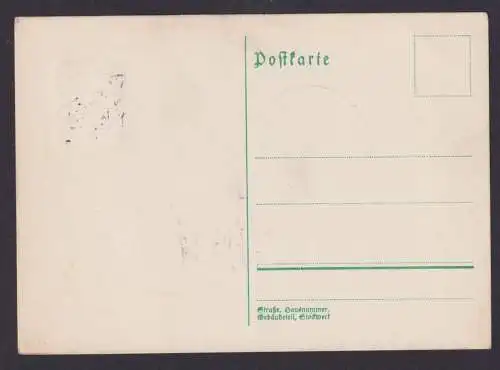 Postkarte
Straße, Hausnummer,
Gebäudeteil, Stockwerk